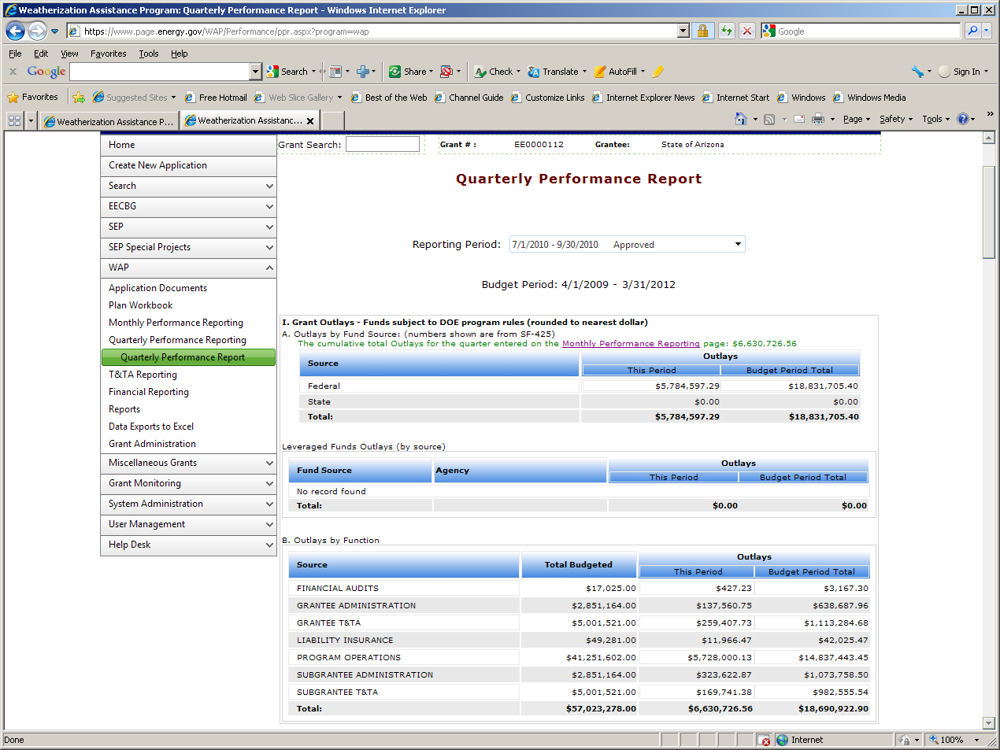 Weatherization Assistance Program: Quarterly Performance Report - Windows Internet Explorer
https://www.page.energy.gov/WAP/Performance/ppr.aspx?program=wap
Google
File Edit View Favorites Tools Help
x Google Search Share Check Translate AutoFill Sign In
Favorites Suggested Sites Free Hotmail Web Slice Gallery Best of the Web Channel Guide Customize Links Internet Explorer News Internet Start Windows Windows Media
Weatherization Assistance P... Weatherization Assistanc... Page Safety Tools
Home
Create New Application
Search
EECBG
SEP
SEP Special Projects
WAP
Application Documents
Plan Workbook
Monthly Performance Reporting
Quarterly Performance Reporting
Quarterly Performance Report
T&TA Reporting
Financial Reporting
Reports
Data Exports to Excel
Grant Administration
Miscellaneous Grants
Grant Monitoring
System Administration
User Management
Help Desk
Grant Search: Grant # : EE0000112 Grantee: State of Arizona
Quarterly Performance Report
Reporting Period: 7/1/2010 - 9/30/2010 Approved
Budget Period: 4/1/2009 - 3/31/2012
I. Grant Outlays - Funds subject to DOE program rules (rounded to nearest dollar)
A. Outlays by Fund Source: (numbers shown are from SF-425)
The cumulative total Outlays for the quarter entered on the Monthly Performance Reporting page: $6,630,726.56
Source Outlays
This Period Budget Period Total
Federal $5,784,597.29 $18,831,705.40
State $0.00 $0.00
Total: $5,784,597.29 $18,831,705.40
Leveraged Funds Outlays (by source)
Fund Source Agency Outlays
This Period Budget Period Total
No record found
Total: $0.00 $0.00
B. Outlays by Function
Source Total Budgeted Outlays
This Period Budget Period Total
FINANCIAL AUDITS $17,025.00 $427.23 $3,167.30
GRANTEE ADMINISTRATION $2,851,164.00 $137,560.75 $638,687.96
GRANTEE T&TA $5,001,521.00 $259,407.73 $1,113,284.68
LIABILITY INSURANCE $49,281.00 $11,966.47 $42,025.47
PROGRAM OPERATIONS $41,251,602.00 $5,728,000.13 $14,837,443.45
SUBGRANTEE ADMINISTRATION $2,851,164.00 $323,622.87 $1,073,758.50
SUBGRANTEE T&TA $5,001,521.00 $169,741.38 $982,555.54
Total: $57,023,278.00 $6,630,726.56 $18,690,922.90
Done Internet 100%